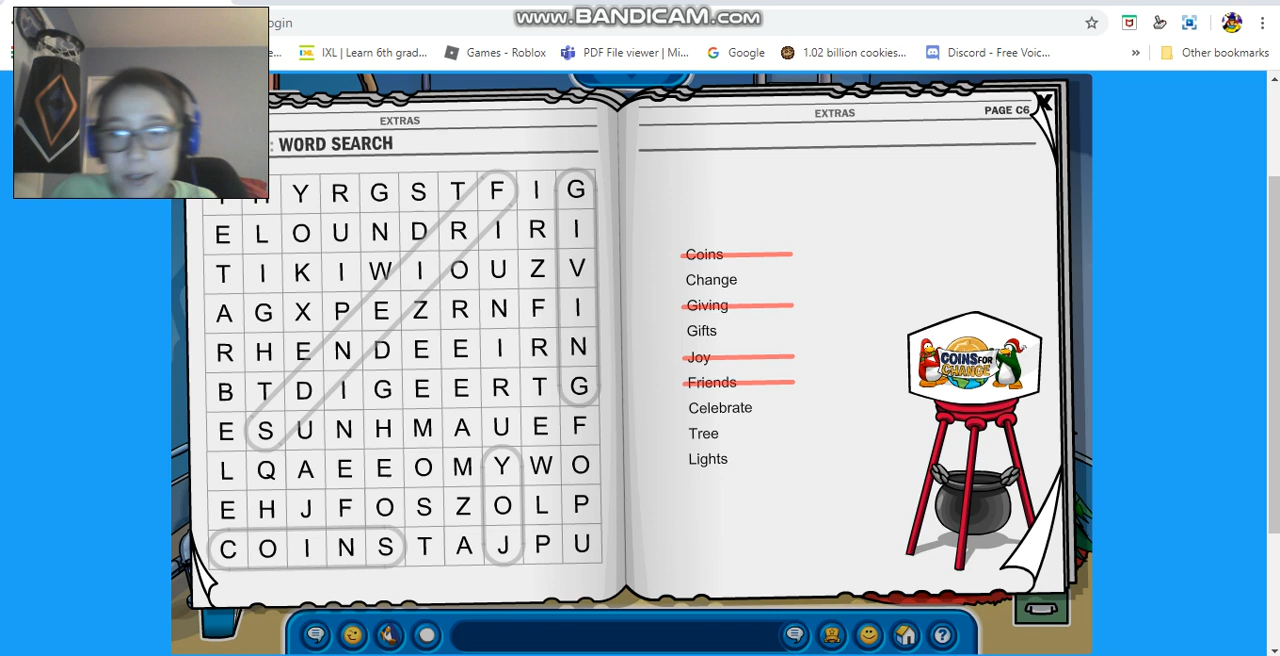 www.BANDICAM.com
ogin
e...
IXL | Learn 6th grad...
Games - Roblox
PDF File viewer | Mi...
Google
1.02 billion cookies...
Discord - Free Voic...
»
Other bookmarks
EXTRAS
: WORD SEARCH
Y R G S T F I G
E L O U N D R I R I
T I K I W I O U Z V
A G X P E Z R N F I
R H E N D E E I R N
B T D I G E E R T G
E S U N H M A U E F
L Q A E E O M Y W O
E H J F O S Z O L P
C O I N S T A J P U
EXTRAS
PAGE C6
X
Coins
Change
Giving
Gifts
Joy
Friends
Celebrate
Tree
Lights
COINS FOR
CHANGE
?